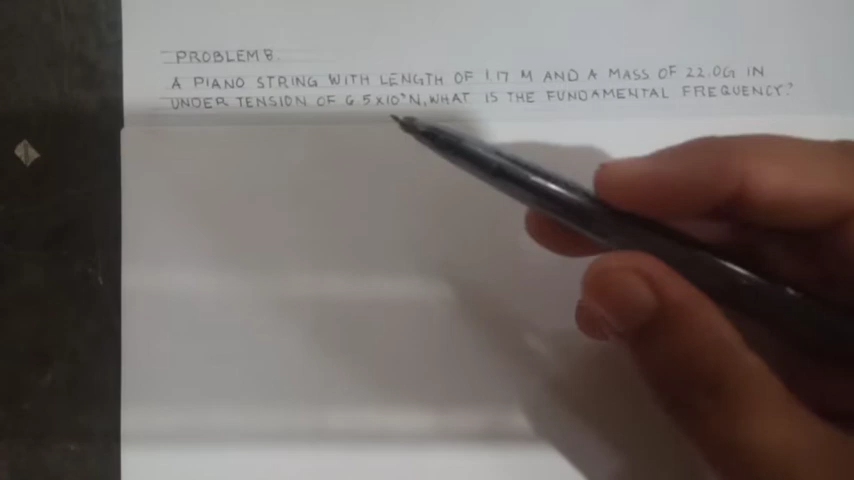 PROBLEM 8.
A PIANO STRING WITH LENGTH OF 1.17 M AND A MASS OF 22.0G IN
UNDER TENSION OF 6.5X10³N, WHAT IS THE FUNDAMENTAL FREQUENCY?